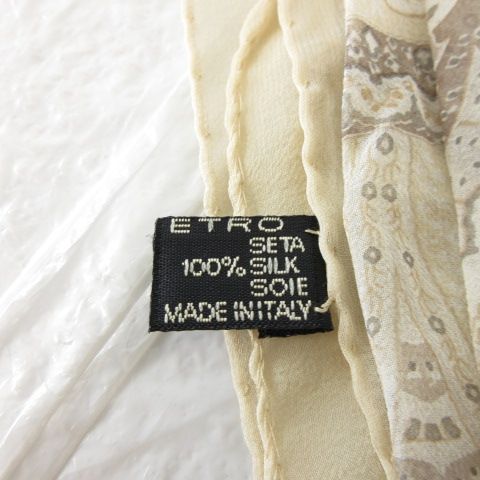 ETRO
SETA
100% SILK
SOIE
MADE IN ITALY